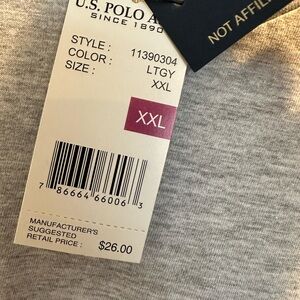 U.S. POLO A
SINCE 1890
NOT AFFILI
STYLE : 11390304
COLOR : LTGY
SIZE : XXL
XXL
7 86664 66006 3
MANUFACTURER'S
SUGGESTED
RETAIL PRICE : $26.00